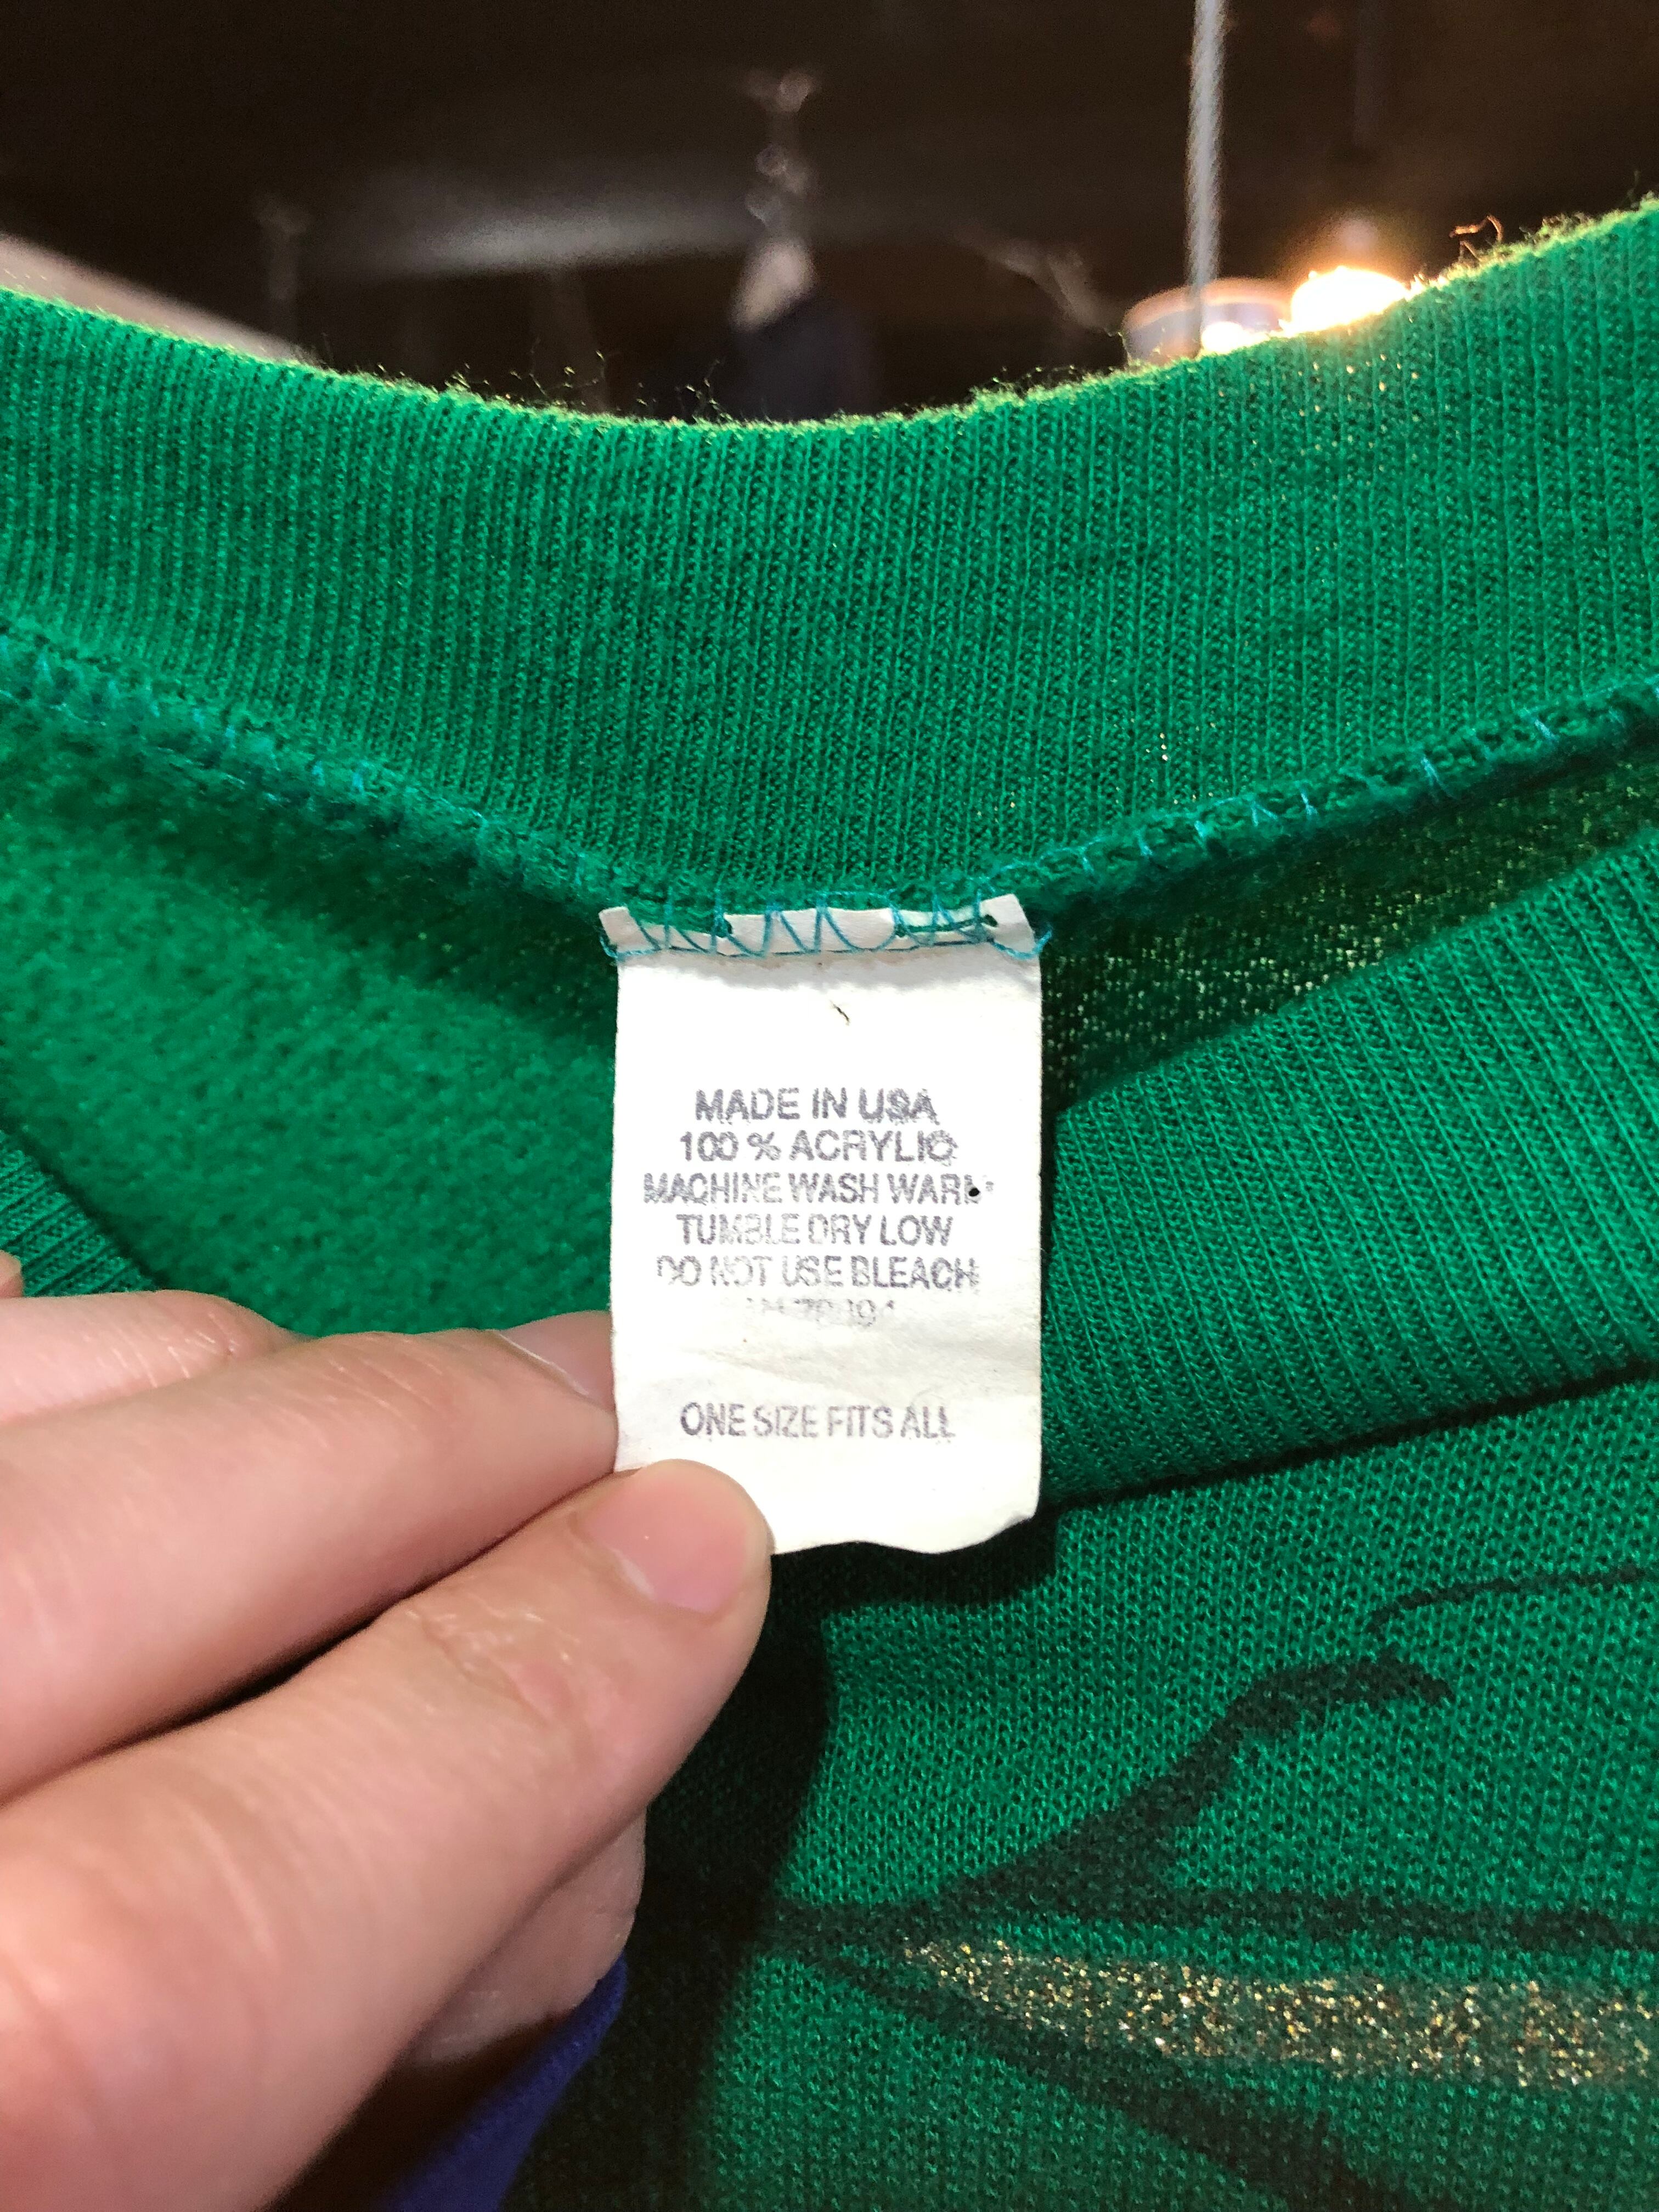 MADE IN USA
100 % ACRYLIC
MACHINE WASH WARM
TUMBLE DRY LOW
DO NOT USE BLEACH
ONE SIZE FITS ALL